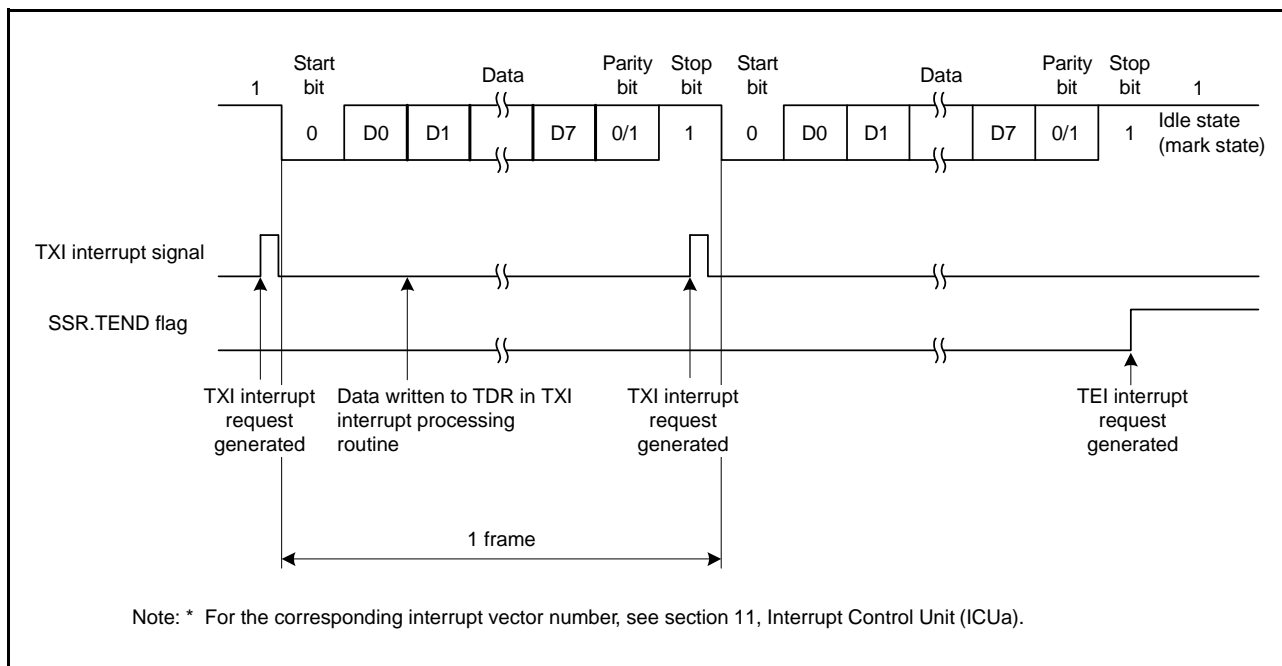 Start bit
Data
Parity bit
Stop bit
Start bit
Data
Parity bit
Stop bit
1
1
0
D0
D1
D7
0/1
1
0
D0
D1
D7
0/1
1
Idle state
(mark state)
TXI interrupt signal
SSR.TEND flag
TXI interrupt
request
generated
Data written to TDR in TXI
interrupt processing
routine
TXI interrupt
request
generated
TEI interrupt
request
generated
1 frame
Note: * For the corresponding interrupt vector number, see section 11, Interrupt Control Unit (ICUa).